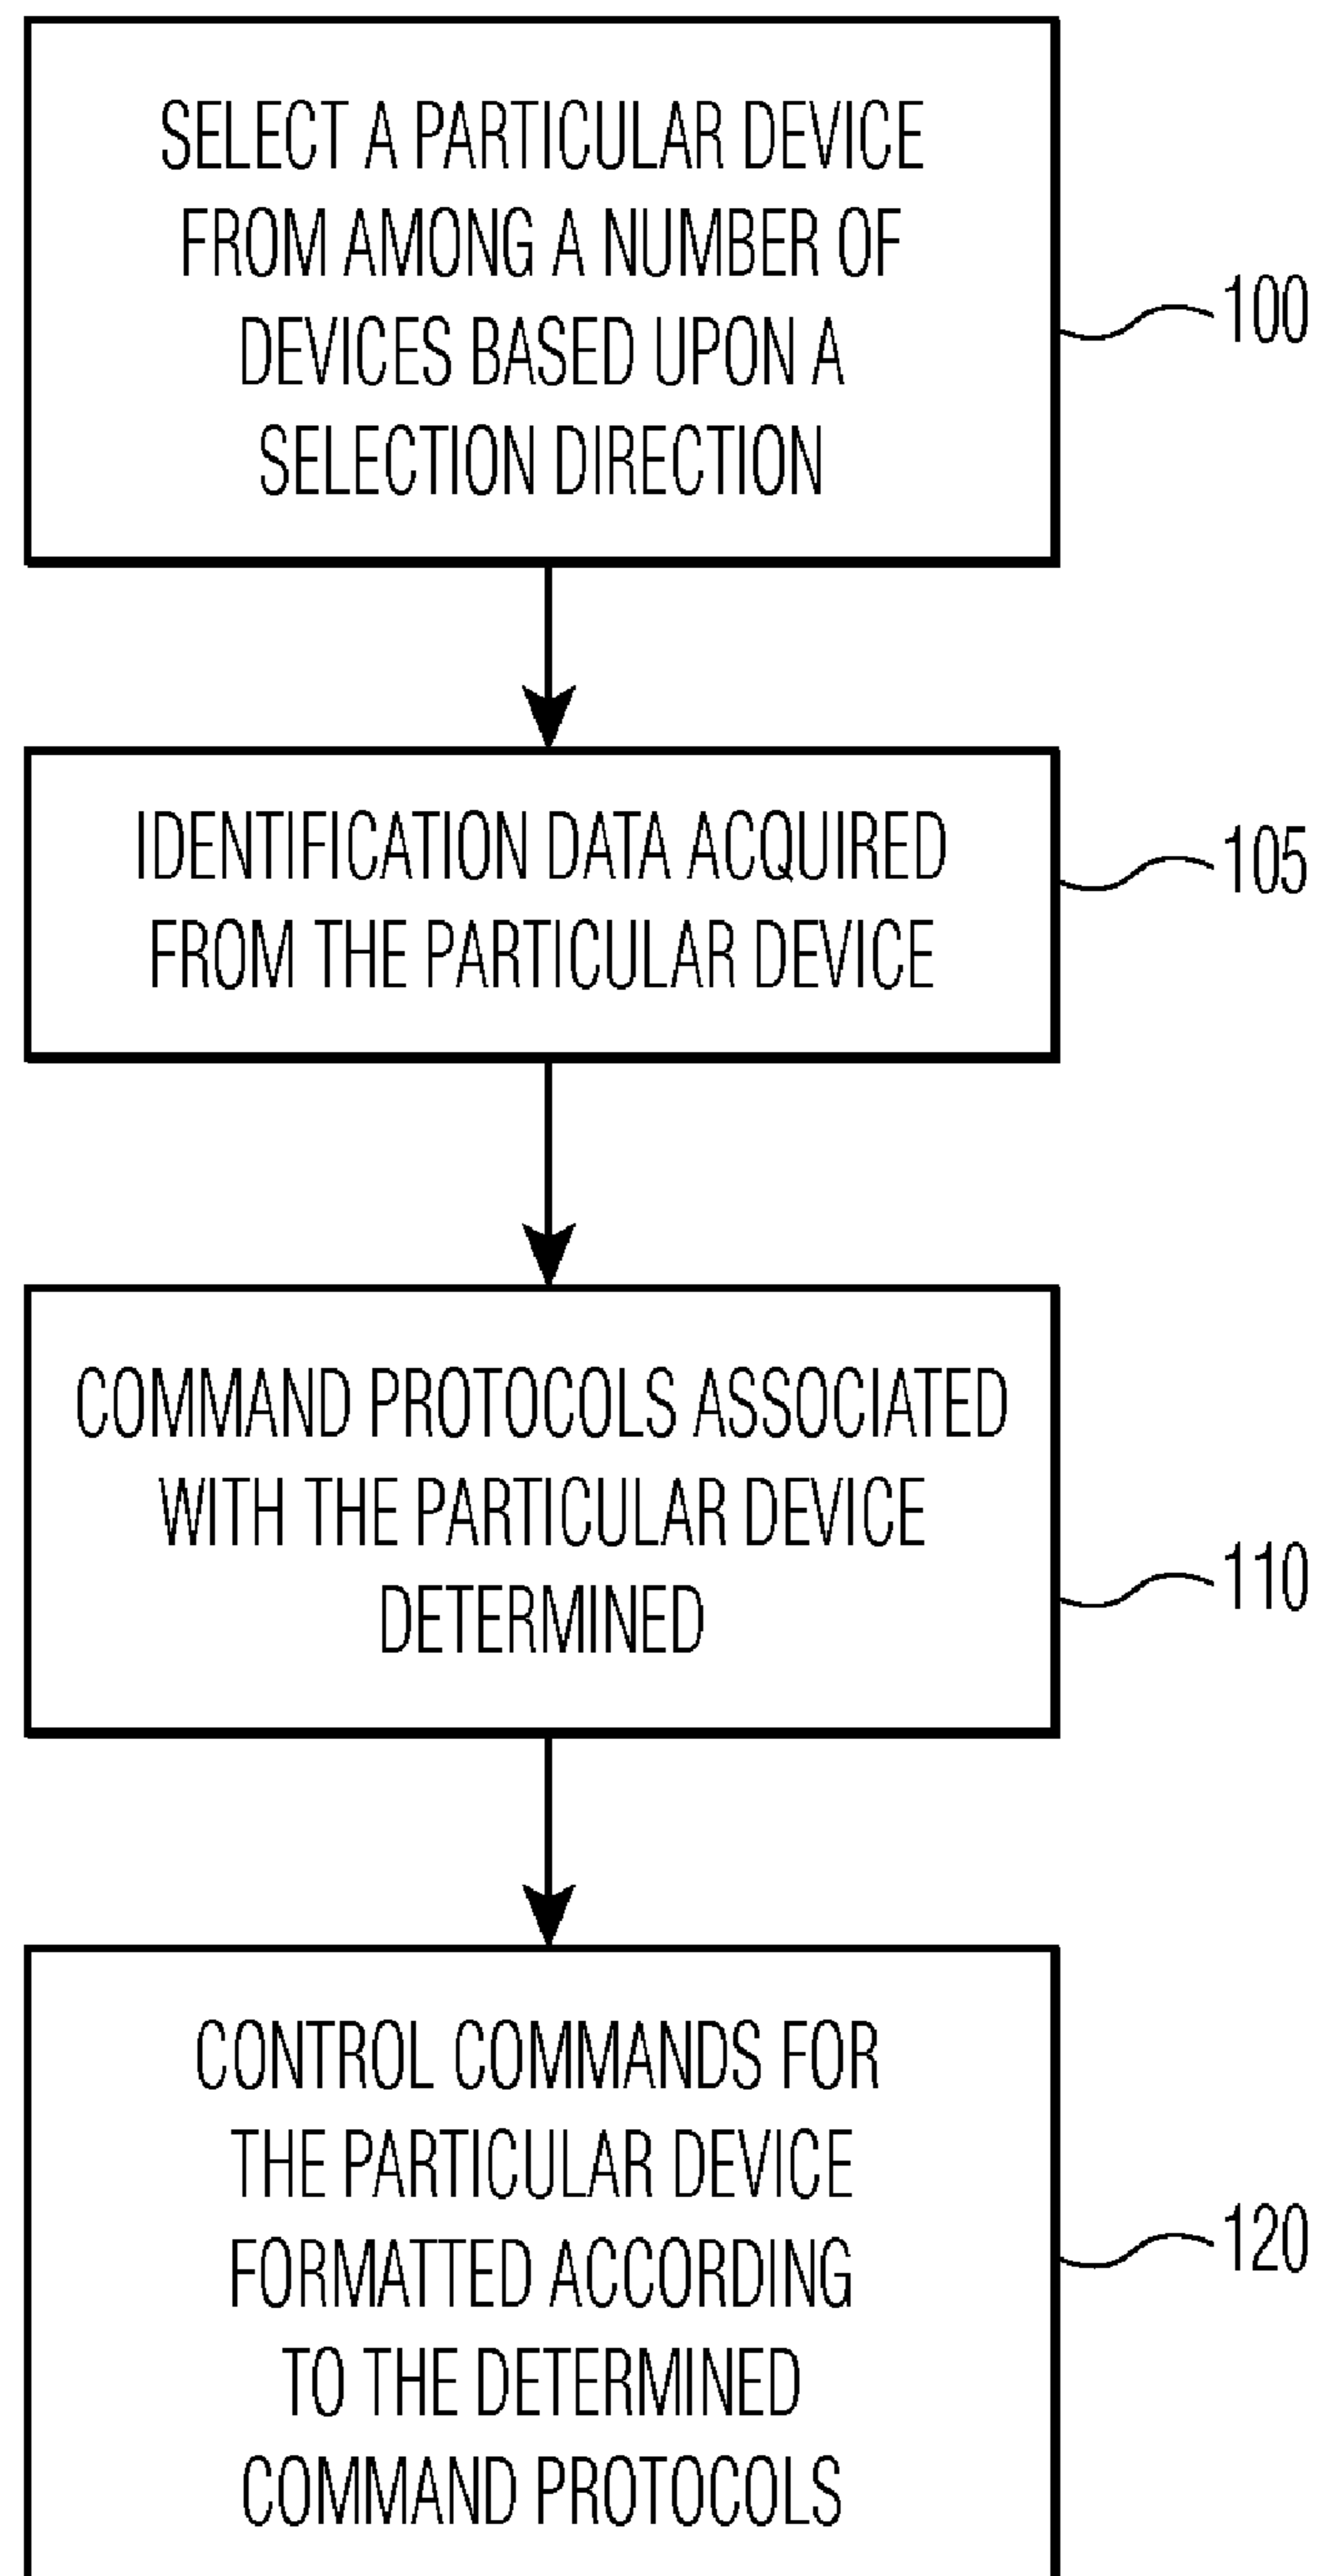 SELECT A PARTICULAR DEVICE
FROM AMONG A NUMBER OF
DEVICES BASED UPON A
SELECTION DIRECTION
100
IDENTIFICATION DATA ACQUIRED
FROM THE PARTICULAR DEVICE
105
COMMAND PROTOCOLS ASSOCIATED
WITH THE PARTICULAR DEVICE
DETERMINED
110
CONTROL COMMANDS FOR
THE PARTICULAR DEVICE
FORMATTED ACCORDING
TO THE DETERMINED
COMMAND PROTOCOLS
120